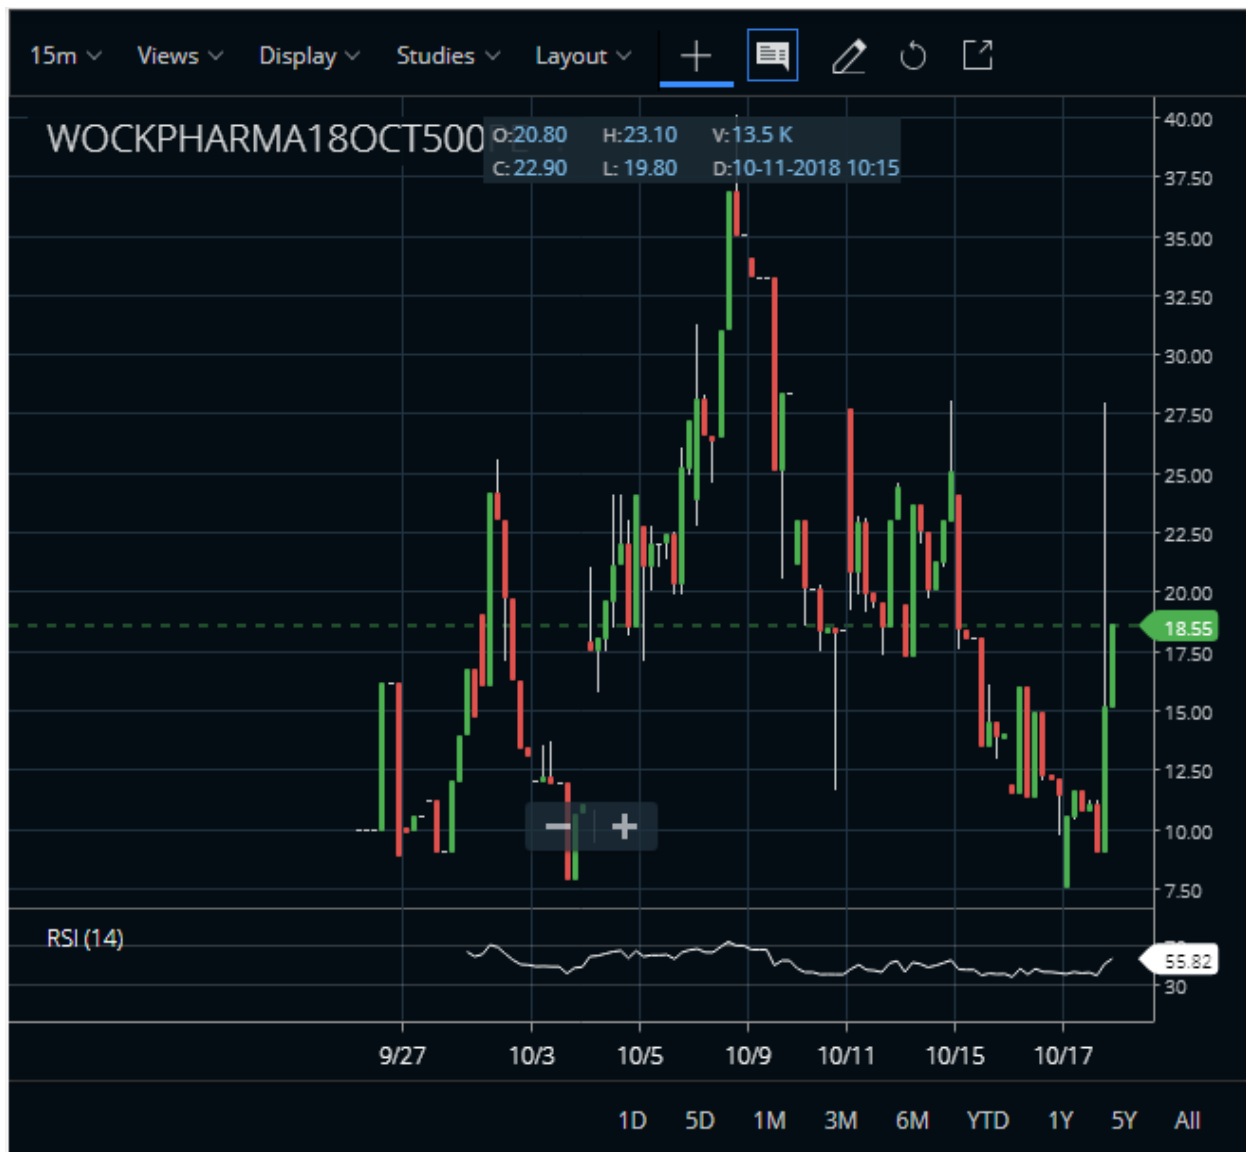 15m Views Display Studies Layout
WOCKPHARMA18OCT500PE
O:20.80 H:23.10 V:13.5 K
C:22.90 L:19.80 D:10-11-2018 10:15
40.00
37.50
35.00
32.50
30.00
27.50
25.00
22.50
20.00
18.55
17.50
15.00
12.50
10.00
7.50
RSI (14)
55.82
30
9/27 10/3 10/5 10/9 10/11 10/15 10/17
1D 5D 1M 3M 6M YTD 1Y 5Y All